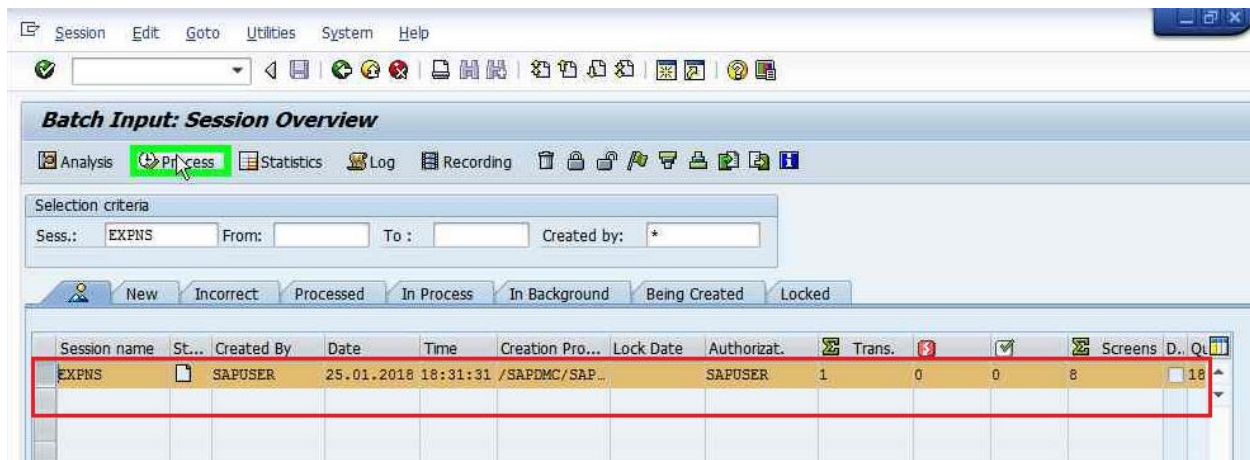 Session Edit Goto Utilities System Help
Batch Input: Session Overview
Analysis Process Statistics Log Recording
Selection criteria
Sess.: EXPNS From: To : Created by: *
New Incorrect Processed In Process In Background Being Created Locked
Session name St... Created By Date Time Creation Pro... Lock Date Authorizat. Trans. Screens D.. Qu
EXPNS SAPUSER 25.01.2018 18:31:31 /SAPDMC/SAP... SAPUSER 1 0 0 8 18